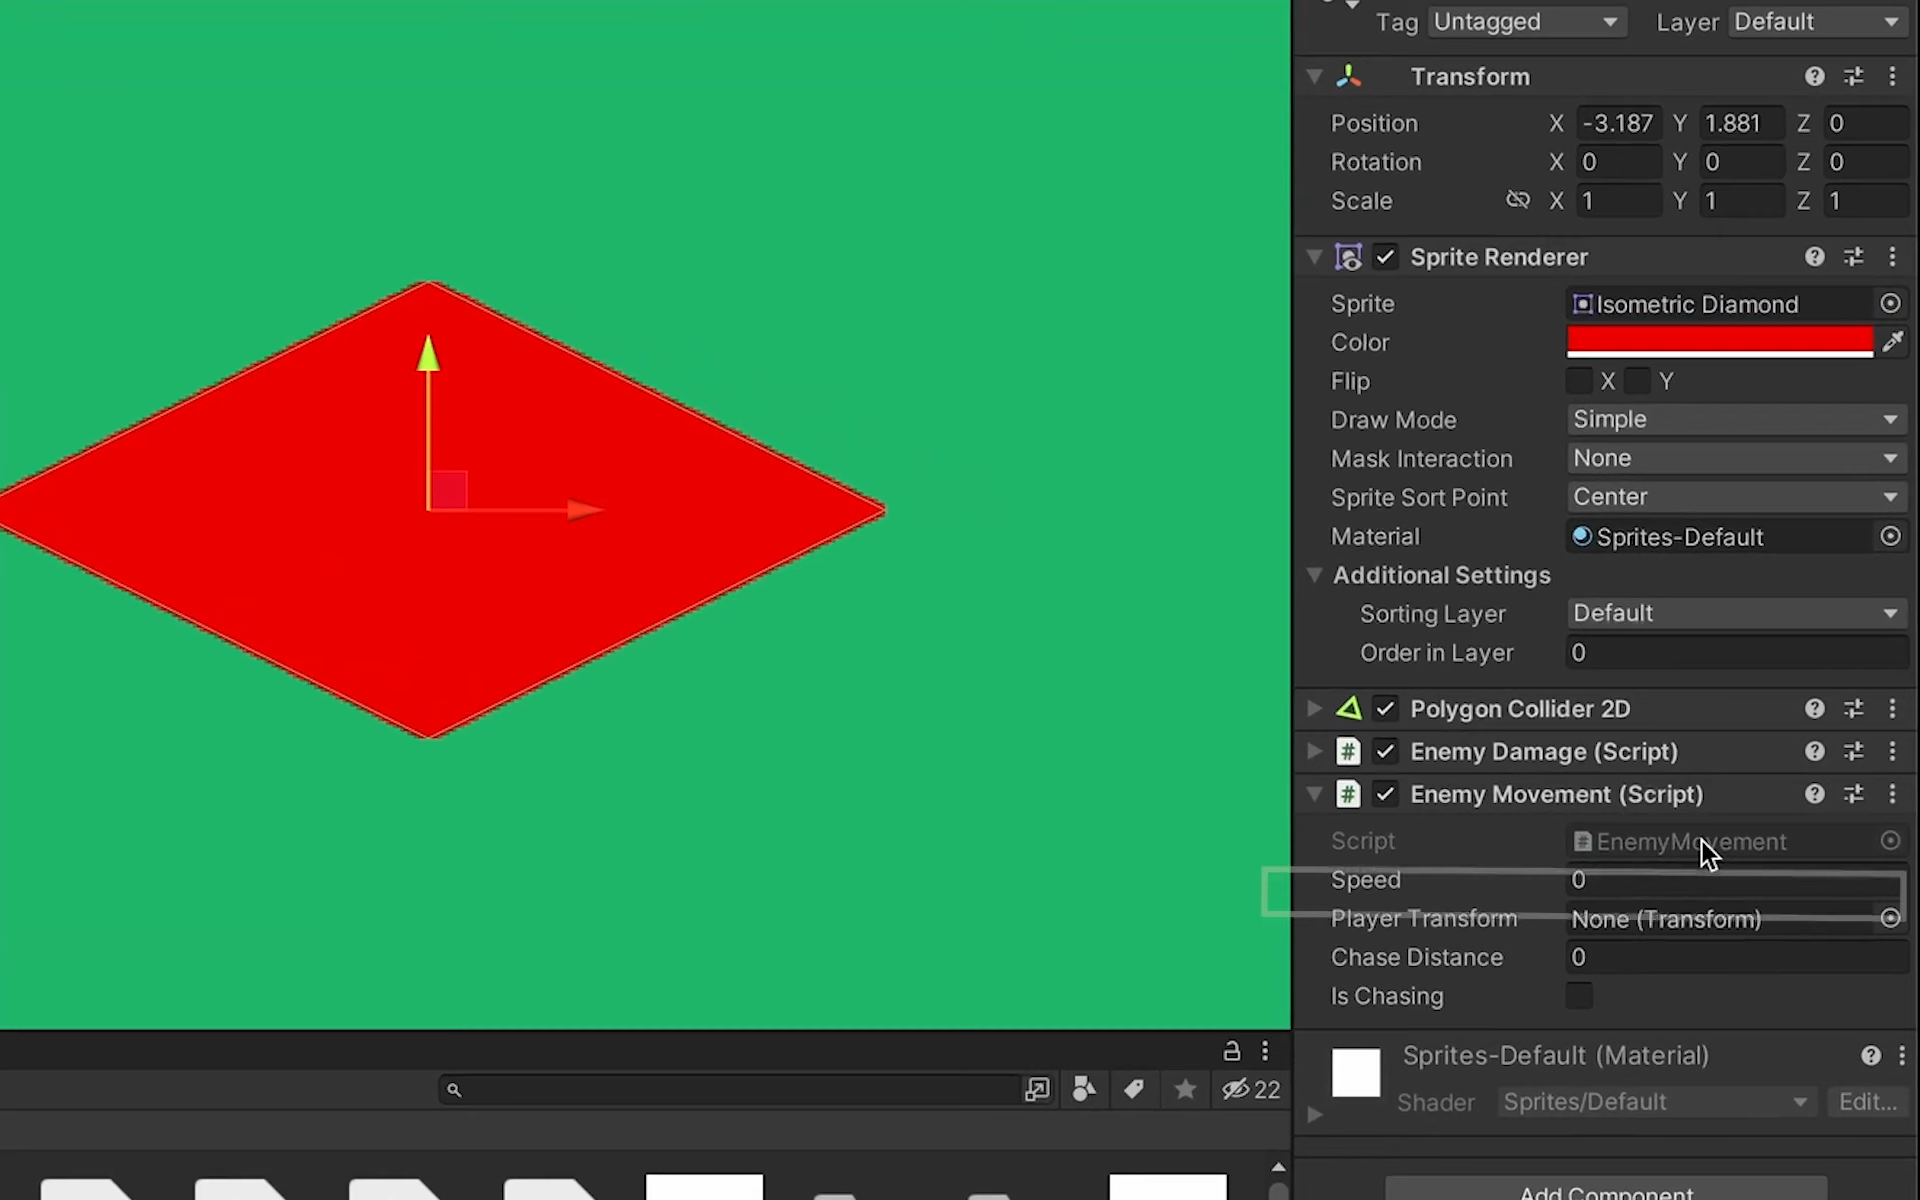 Tag Untagged Layer Default
Transform
Position X -3.187 Y 1.881 Z 0
Rotation X 0 Y 0 Z 0
Scale X 1 Y 1 Z 1
Sprite Renderer
Sprite Isometric Diamond
Color
Flip X Y
Draw Mode Simple
Mask Interaction None
Sprite Sort Point Center
Material Sprites-Default
Additional Settings
Sorting Layer Default
Order in Layer 0
Polygon Collider 2D
# Enemy Damage (Script)
# Enemy Movement (Script)
Script # EnemyMovement
Speed 0
Player Transform None (Transform)
Chase Distance 0
Is Chasing
Sprites-Default (Material)
Shader Sprites/Default Edit...
22
Add Component